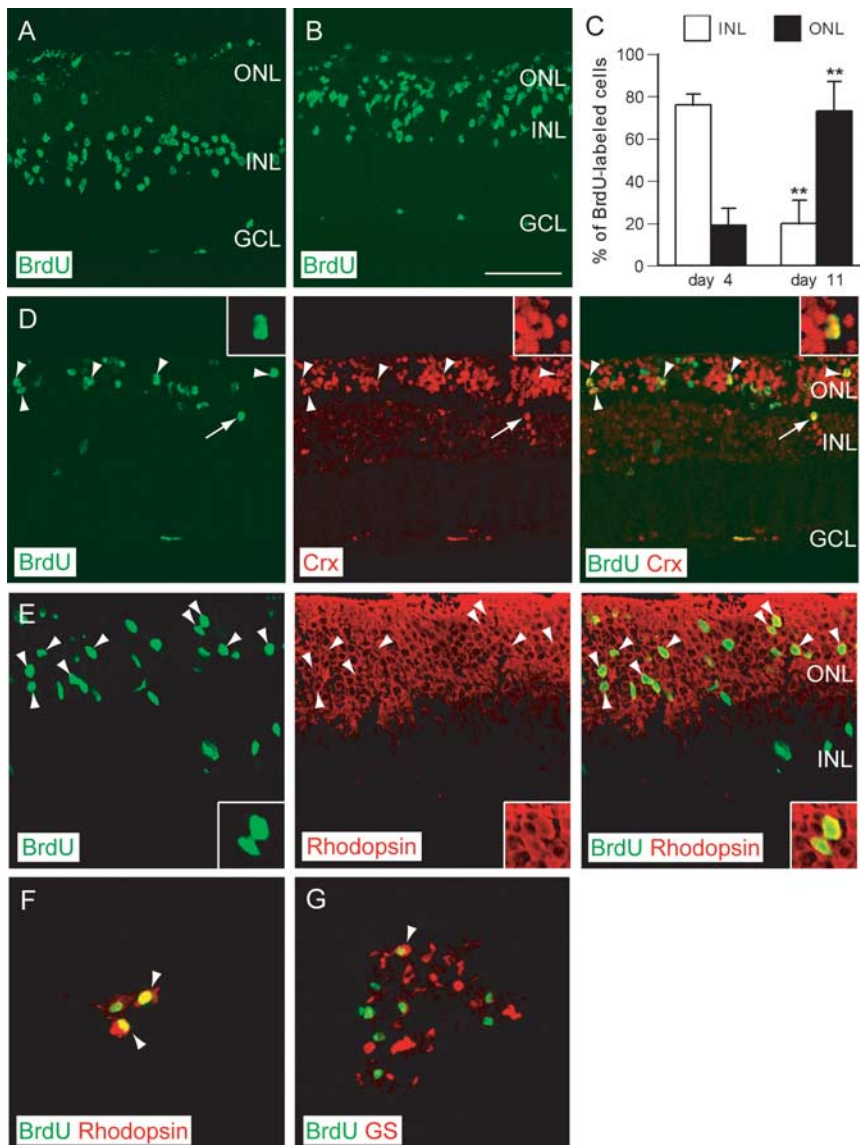 A
ONL
INL
GCL
BrdU
B
ONL
INL
GCL
BrdU
C
INL
ONL
% of BrdU-labeled cells
100
80
60
40
20
0
**
**
day 4
day 11
D
BrdU
Crx
ONL
INL
GCL
BrdU Crx
E
BrdU
Rhodopsin
ONL
INL
BrdU Rhodopsin
F
BrdU Rhodopsin
G
BrdU GS